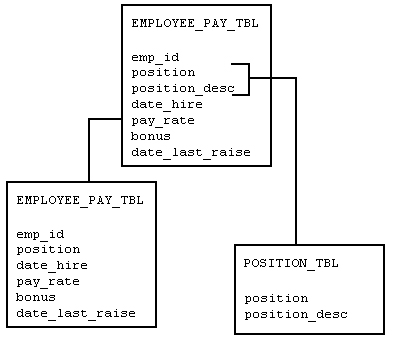 EMPLOYEE_PAY_TBL
emp_id
position
position_desc
date_hire
pay_rate
bonus
date_last_raise
EMPLOYEE_PAY_TBL
emp_id
position
date_hire
pay_rate
bonus
date_last_raise
POSITION_TBL
position
position_desc